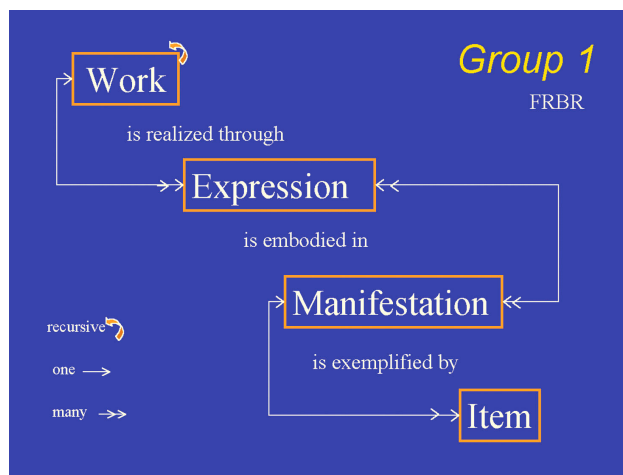 Group 1
FRBR
Work
is realized through
Expression
is embodied in
Manifestation
is exemplified by
Item
recursive
one
many